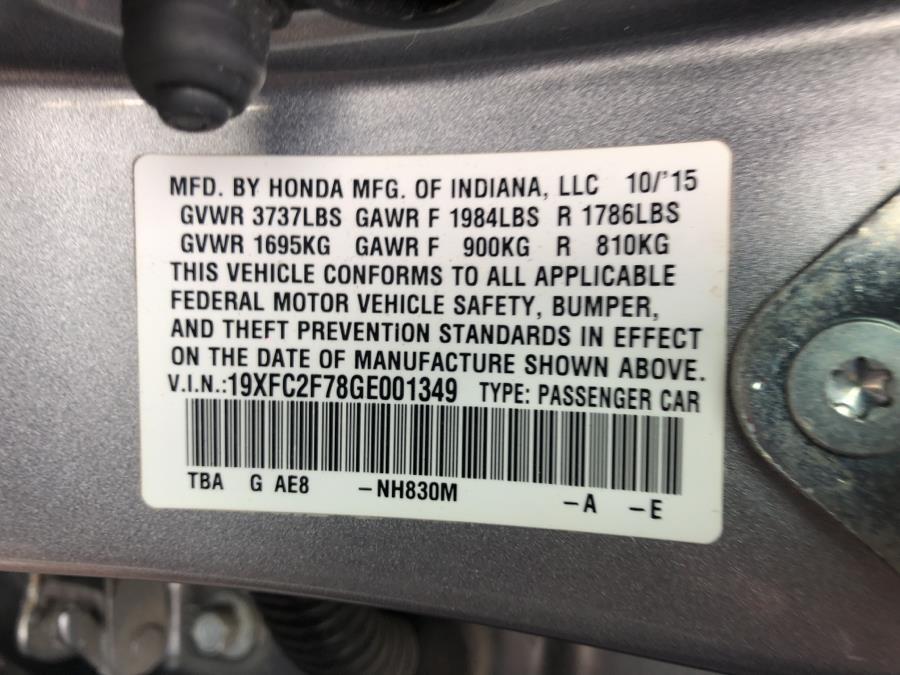 MFD. BY HONDA MFG. OF INDIANA, LLC 10/'15
GVWR 3737LBS GAWR F 1984LBS R 1786LBS
GVWR 1695KG GAWR F 900KG R 810KG
THIS VEHICLE CONFORMS TO ALL APPLICABLE
FEDERAL MOTOR VEHICLE SAFETY, BUMPER,
AND THEFT PREVENTION STANDARDS IN EFFECT
ON THE DATE OF MANUFACTURE SHOWN ABOVE.
V.I.N.:19XFC2F78GE001349 TYPE: PASSENGER CAR
TBA G AE8 -NH830M -A -E